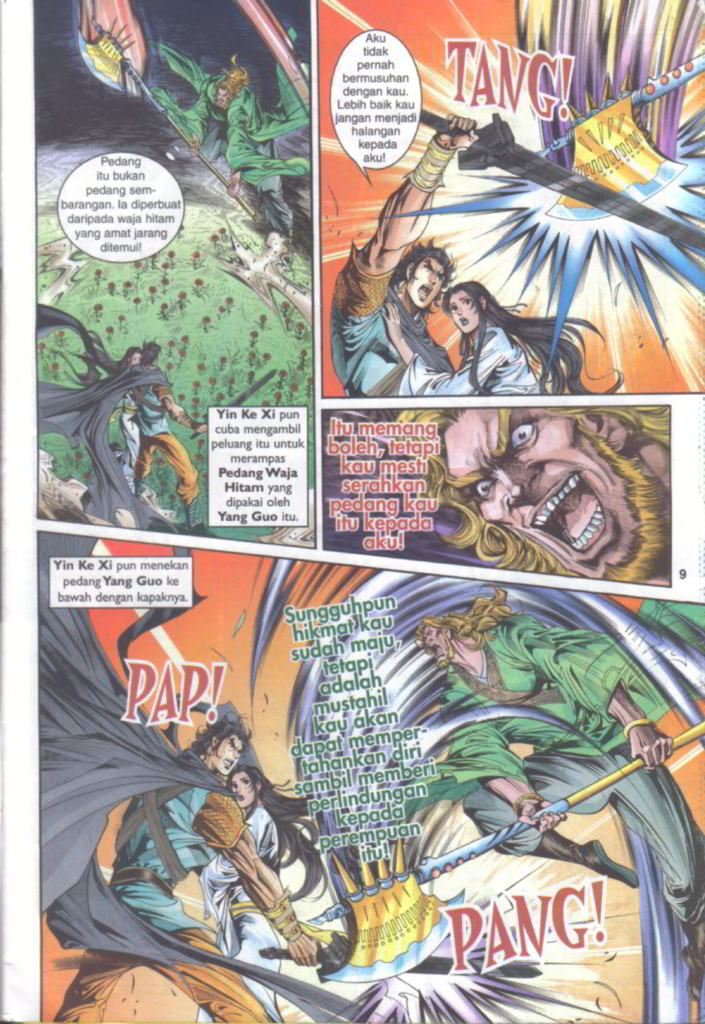 Pedang
itu bukan
pedang sem-
barangan. Ia diperbuat
daripada waja hitam
yang amat jarang
ditemui!
Yin Ke Xi pun
cuba mengambil
peluang itu untuk
merampas
Pedang Waja
Hitam yang
dipakai oleh
Yang Guo itu.
Aku
tidak
pernah
bermusuhan
dengan kau.
Lebih baik kau
jangan menjadi
halangan
kepada
aku!
TANG!
Itu memang
boleh, tetapi
kau mesti
serahkan
pedang kau
itu kepada
aku!
9
Yin Ke Xi pun menekan
pedang Yang Guo ke
bawah dengan kapaknya.
PAP!
Sungguhpun
hikmat kau
sudah maju,
tetapi
adalah
mustahil
kau akan
dapat memper-
tahankan diri
sambil memberi
perlindungan
kepada
perempuan
itu!
PANG!